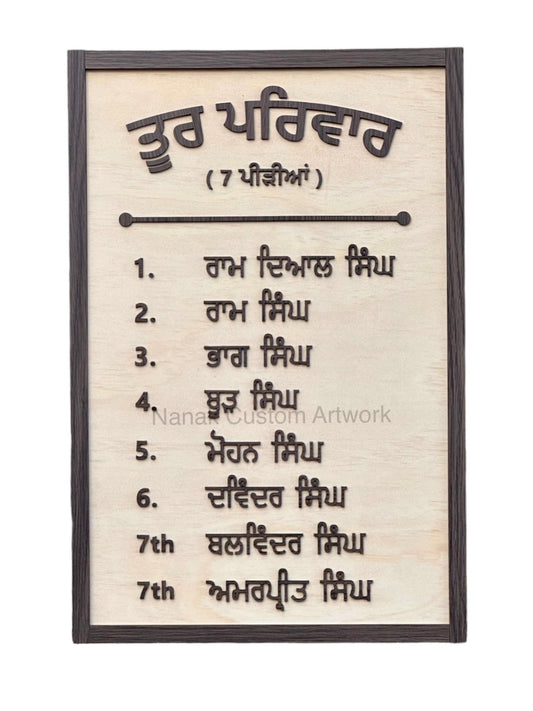 ਤੂਰ ਪਰਿਵਾਰ
( 7 ਪੀੜੀਆਂ )
1. ਰਾਮ ਦਿਆਲ ਸਿੰਘ
2. ਰਾਮ ਸਿੰਘ
3. ਭਾਗ ਸਿੰਘ
4. ਬੂੜ ਸਿੰਘ
Nanak Custom Artwork
5. ਮੋਹਨ ਸਿੰਘ
6. ਦਵਿੰਦਰ ਸਿੰਘ
7th ਬਲਵਿੰਦਰ ਸਿੰਘ
7th ਅਮਰਪ੍ਰੀਤ ਸਿੰਘ